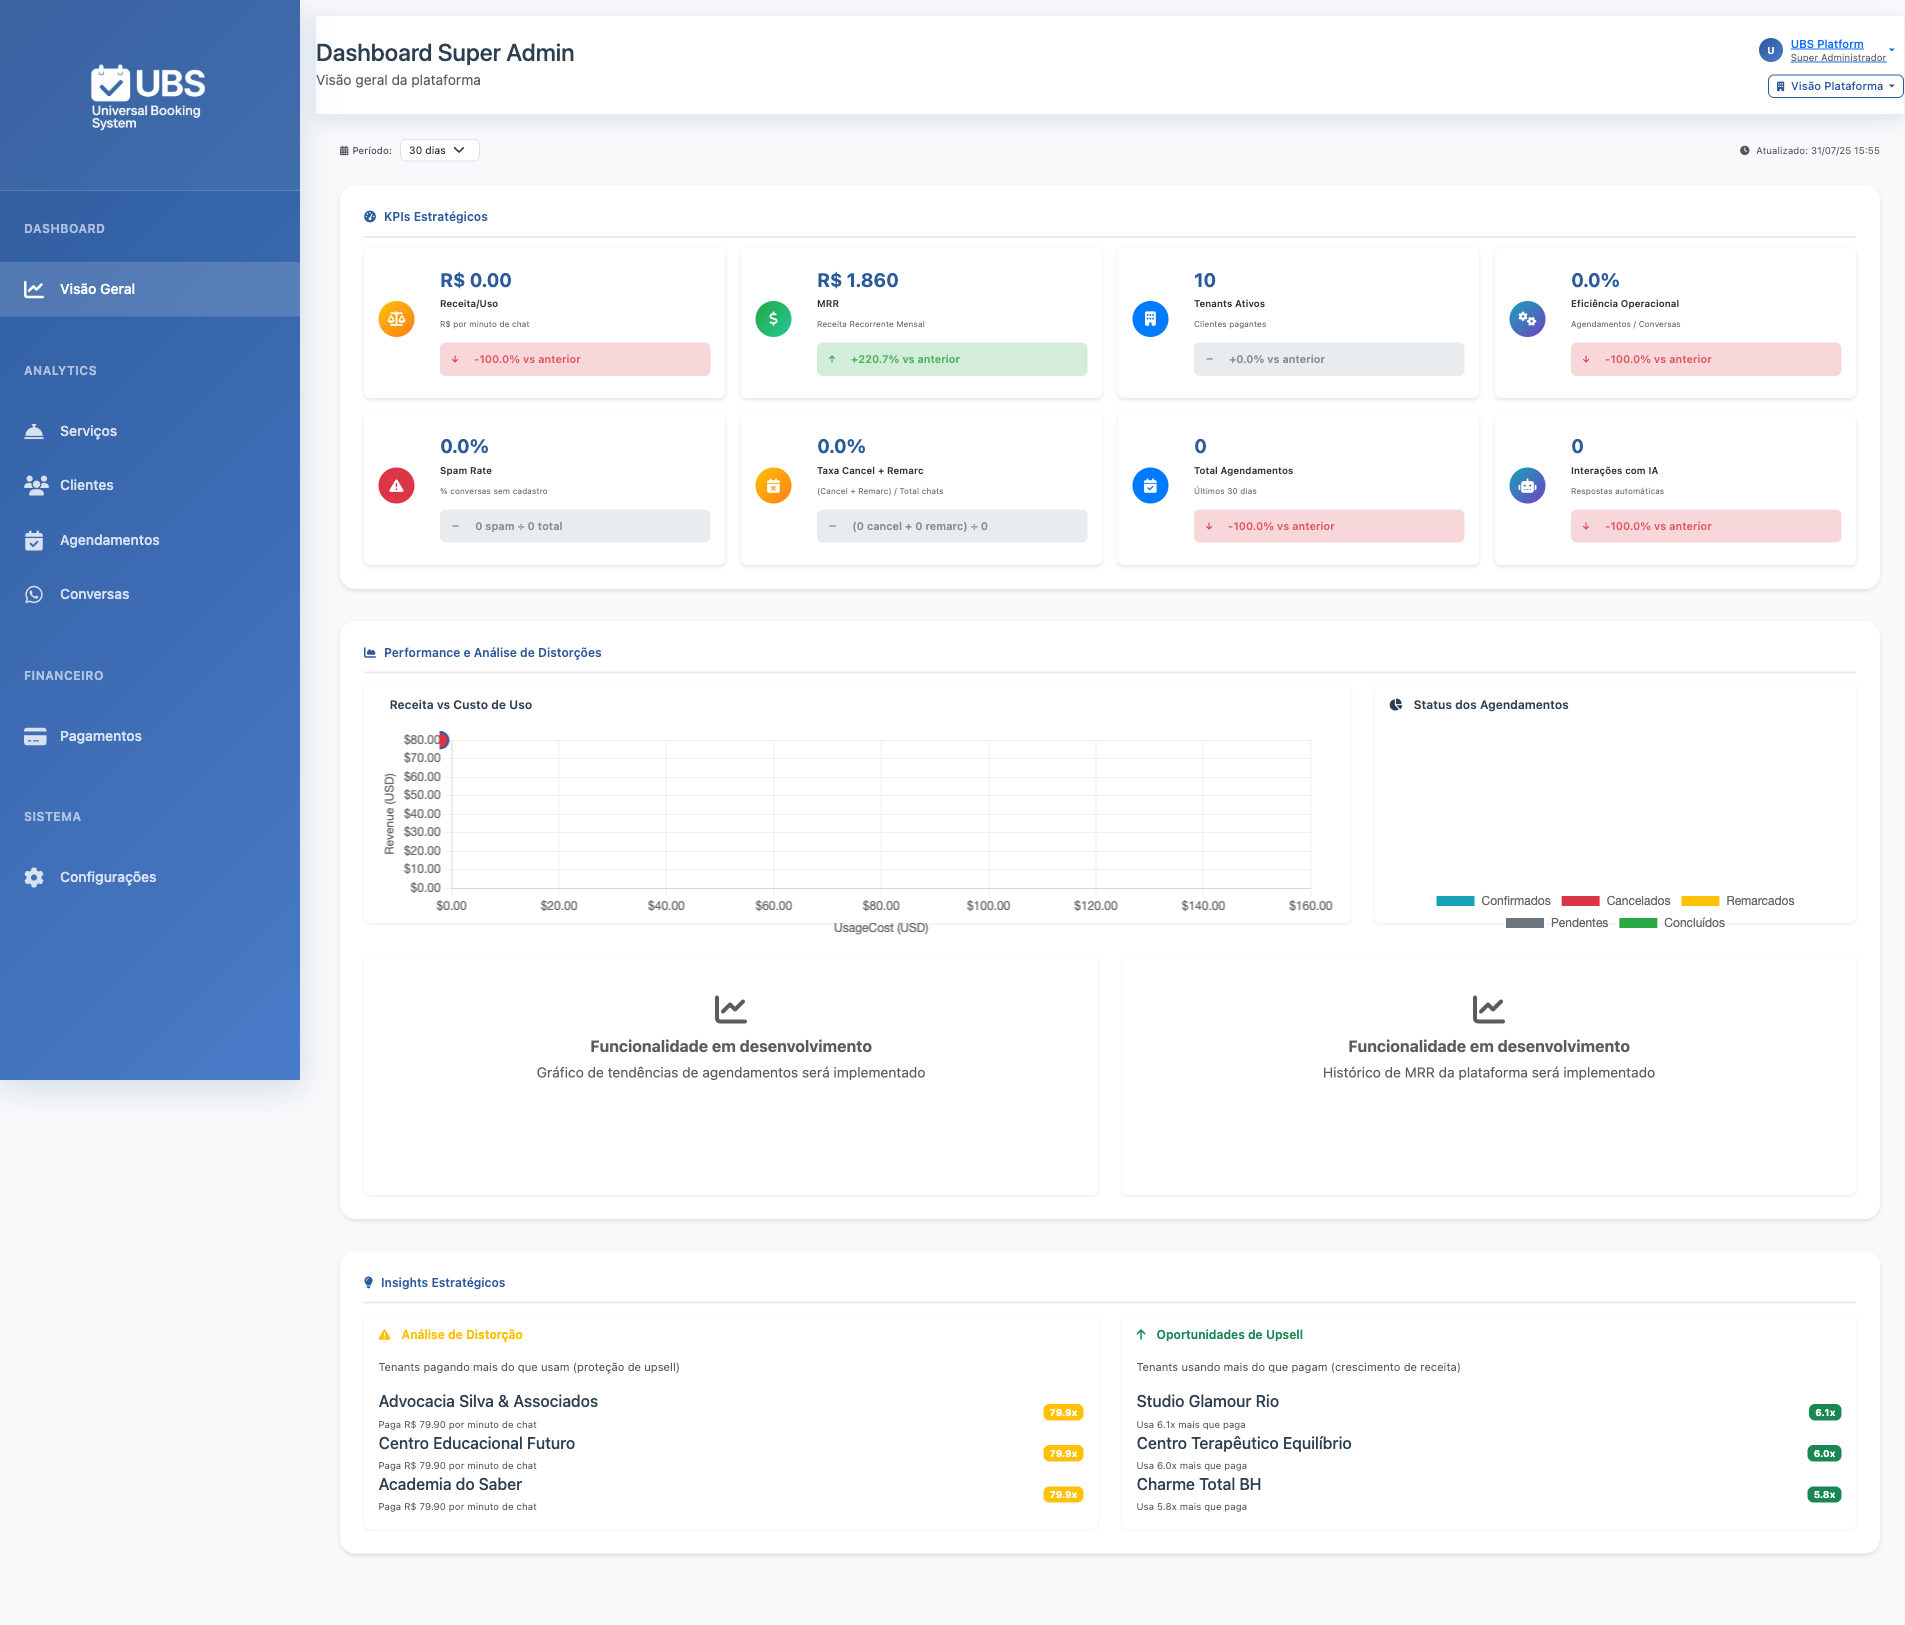 UBS
Universal Booking
System
DASHBOARD
Visão Geral
ANALYTICS
Serviços
Clientes
Agendamentos
Conversas
FINANCEIRO
Pagamentos
SISTEMA
Configurações
Dashboard Super Admin
Visão geral da plataforma
U
UBS Platform
Super Administrador
Visão Plataforma
Período:
30 dias
Atualizado: 31/07/25 15:55
KPIs Estratégicos
R$ 0.00
Receita/Uso
R$ por minuto de chat
-100.0% vs anterior
R$ 1.860
MRR
Receita Recorrente Mensal
+220.7% vs anterior
10
Tenants Ativos
Clientes pagantes
+0.0% vs anterior
0.0%
Eficiência Operacional
Agendamentos / Conversas
-100.0% vs anterior
0.0%
Spam Rate
% conversas sem cadastro
0 spam ÷ 0 total
0.0%
Taxa Cancel + Remarc
(Cancel + Remarc) / Total chats
(0 cancel + 0 remarc) ÷ 0
0
Total Agendamentos
Últimos 30 dias
-100.0% vs anterior
0
Interações com IA
Respostas automáticas
-100.0% vs anterior
Performance e Análise de Distorções
Receita vs Custo de Uso
Revenue (USD)
$80.00
$70.00
$60.00
$50.00
$40.00
$30.00
$20.00
$10.00
$0.00
$0.00 $20.00 $40.00 $60.00 $80.00 $100.00 $120.00 $140.00 $160.00
UsageCost (USD)
Status dos Agendamentos
Confirmados Cancelados Remarcados
Pendentes Concluídos
Funcionalidade em desenvolvimento
Gráfico de tendências de agendamentos será implementado
Funcionalidade em desenvolvimento
Histórico de MRR da plataforma será implementado
Insights Estratégicos
Análise de Distorção
Tenants pagando mais do que usam (proteção de upsell)
Advocacia Silva & Associados
Paga R$ 79.90 por minuto de chat
79.9x
Centro Educacional Futuro
Paga R$ 79.90 por minuto de chat
79.9x
Academia do Saber
Paga R$ 79.90 por minuto de chat
79.9x
Oportunidades de Upsell
Tenants usando mais do que pagam (crescimento de receita)
Studio Glamour Rio
Usa 6.1x mais que paga
6.1x
Centro Terapêutico Equilíbrio
Usa 6.0x mais que paga
6.0x
Charme Total BH
Usa 5.8x mais que paga
5.8x